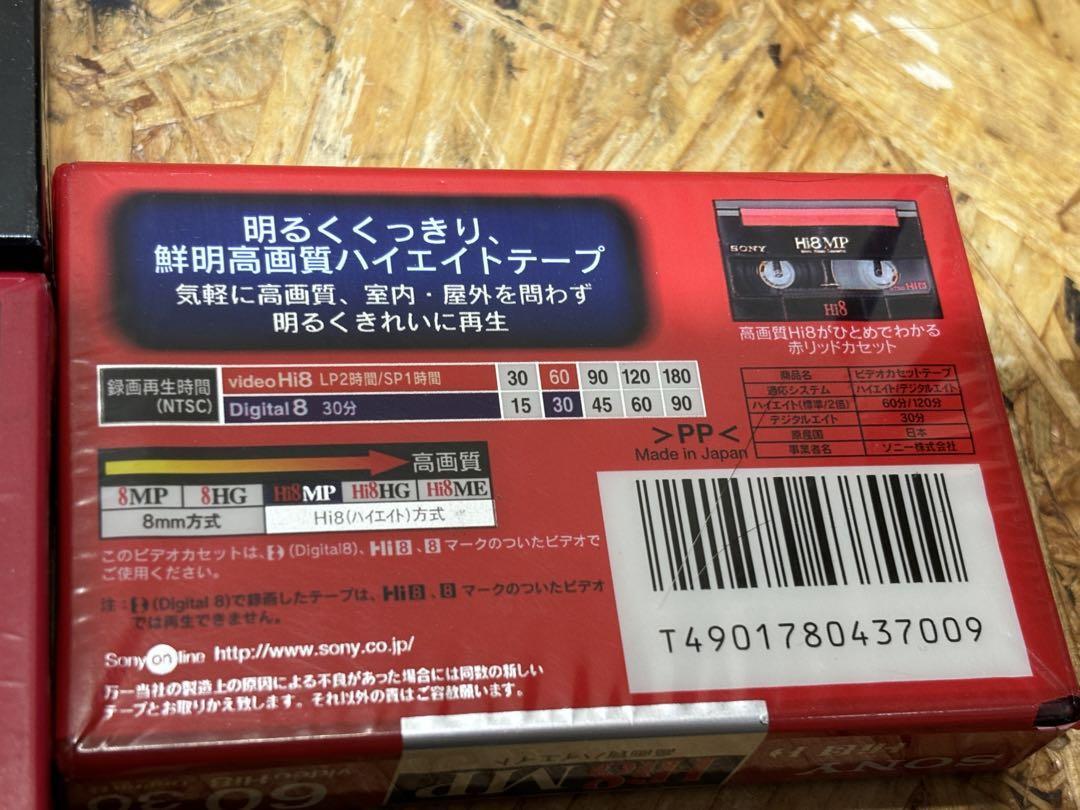 明るくくっきり、
鮮明高画質ハイエイトテープ
気軽に高画質、室内・屋外を問わず
明るくきれいに再生
SONY Hi8MP
Hi8
高画質Hi8がひとめでわかる
赤リッドカセット
録画再生時間
(NTSC)
video Hi8 LP2時間/SP1時間 30 60 90 120 180
Digital 8 30分 15 30 45 60 90
>PP<
Made in Japan
商品名 ビデオカセットテープ
適応システム ハイエイト/デジタルエイト
ハイエイト(標準/2倍) 60分/120分
デジタルエイト 30分
原産国 日本
事業者名 ソニー株式会社
高画質
8MP 8HG Hi8MP Hi8HG Hi8ME
8mm方式 Hi8(ハイエイト)方式
このビデオカセットは、(Digital8)、Hi8、8マークのついたビデオで
ご使用ください。
注:(Digital 8)で録画したテープは、Hi8、8マークのついたビデオ
では再生できません。
Sony online http://www.sony.co.jp/
万一当社の製造上の原因による不良があった場合には同数の新しい
テープとお取りかえ致します。それ以外の責はご容赦願います。
T4901780437009
SONY
高画質ハイエイト
Hi8MP
video Hi8
60 30